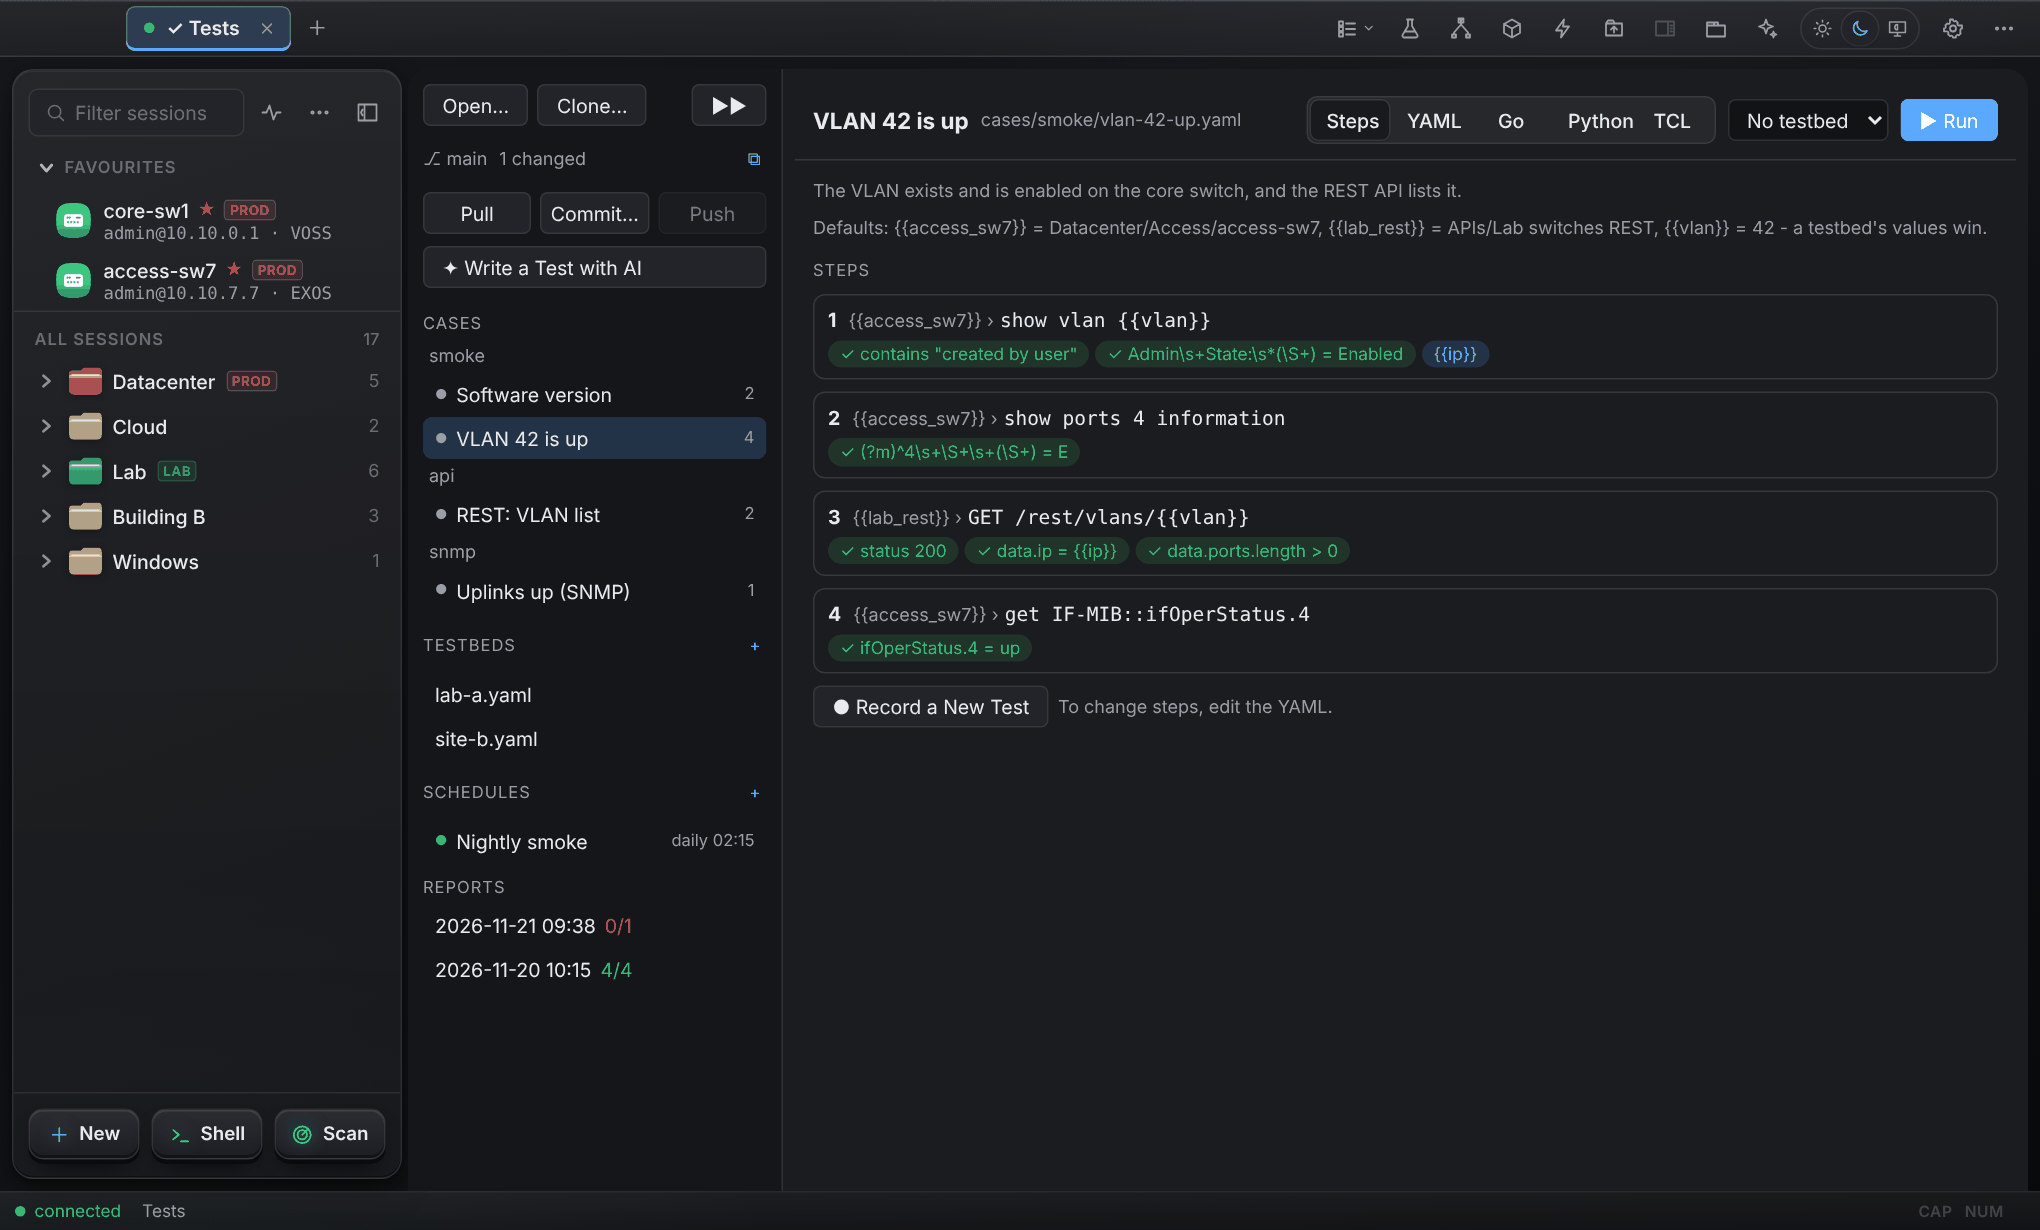 ✓ Tests × +
Filter sessions
FAVOURITES
core-sw1 ★ PROD
admin@10.10.0.1 · VOSS
access-sw7 ★ PROD
admin@10.10.7.7 · EXOS
ALL SESSIONS 17
Datacenter PROD 5
Cloud 2
Lab LAB 6
Building B 3
Windows 1
+ New
>_ Shell
Scan
Open...
Clone...
main 1 changed
Pull
Commit...
Push
✦ Write a Test with AI
CASES
smoke
Software version 2
VLAN 42 is up 4
api
REST: VLAN list 2
snmp
Uplinks up (SNMP) 1
TESTBEDS +
lab-a.yaml
site-b.yaml
SCHEDULES +
Nightly smoke daily 02:15
REPORTS
2026-11-21 09:38 0/1
2026-11-20 10:15 4/4
VLAN 42 is up cases/smoke/vlan-42-up.yaml
Steps YAML Go Python TCL
No testbed
▶ Run
The VLAN exists and is enabled on the core switch, and the REST API lists it.
Defaults: {{access_sw7}} = Datacenter/Access/access-sw7, {{lab_rest}} = APIs/Lab switches REST, {{vlan}} = 42 - a testbed's values win.
STEPS
1 {{access_sw7}} › show vlan {{vlan}}
✓ contains "created by user" ✓ Admin\s+State:\s*(\S+) = Enabled {{ip}}
2 {{access_sw7}} › show ports 4 information
✓ (?m)^4\s+\S+\s+(\S+) = E
3 {{lab_rest}} › GET /rest/vlans/{{vlan}}
✓ status 200 ✓ data.ip = {{ip}} ✓ data.ports.length > 0
4 {{access_sw7}} › get IF-MIB::ifOperStatus.4
✓ ifOperStatus.4 = up
● Record a New Test To change steps, edit the YAML.
connected Tests
CAP NUM